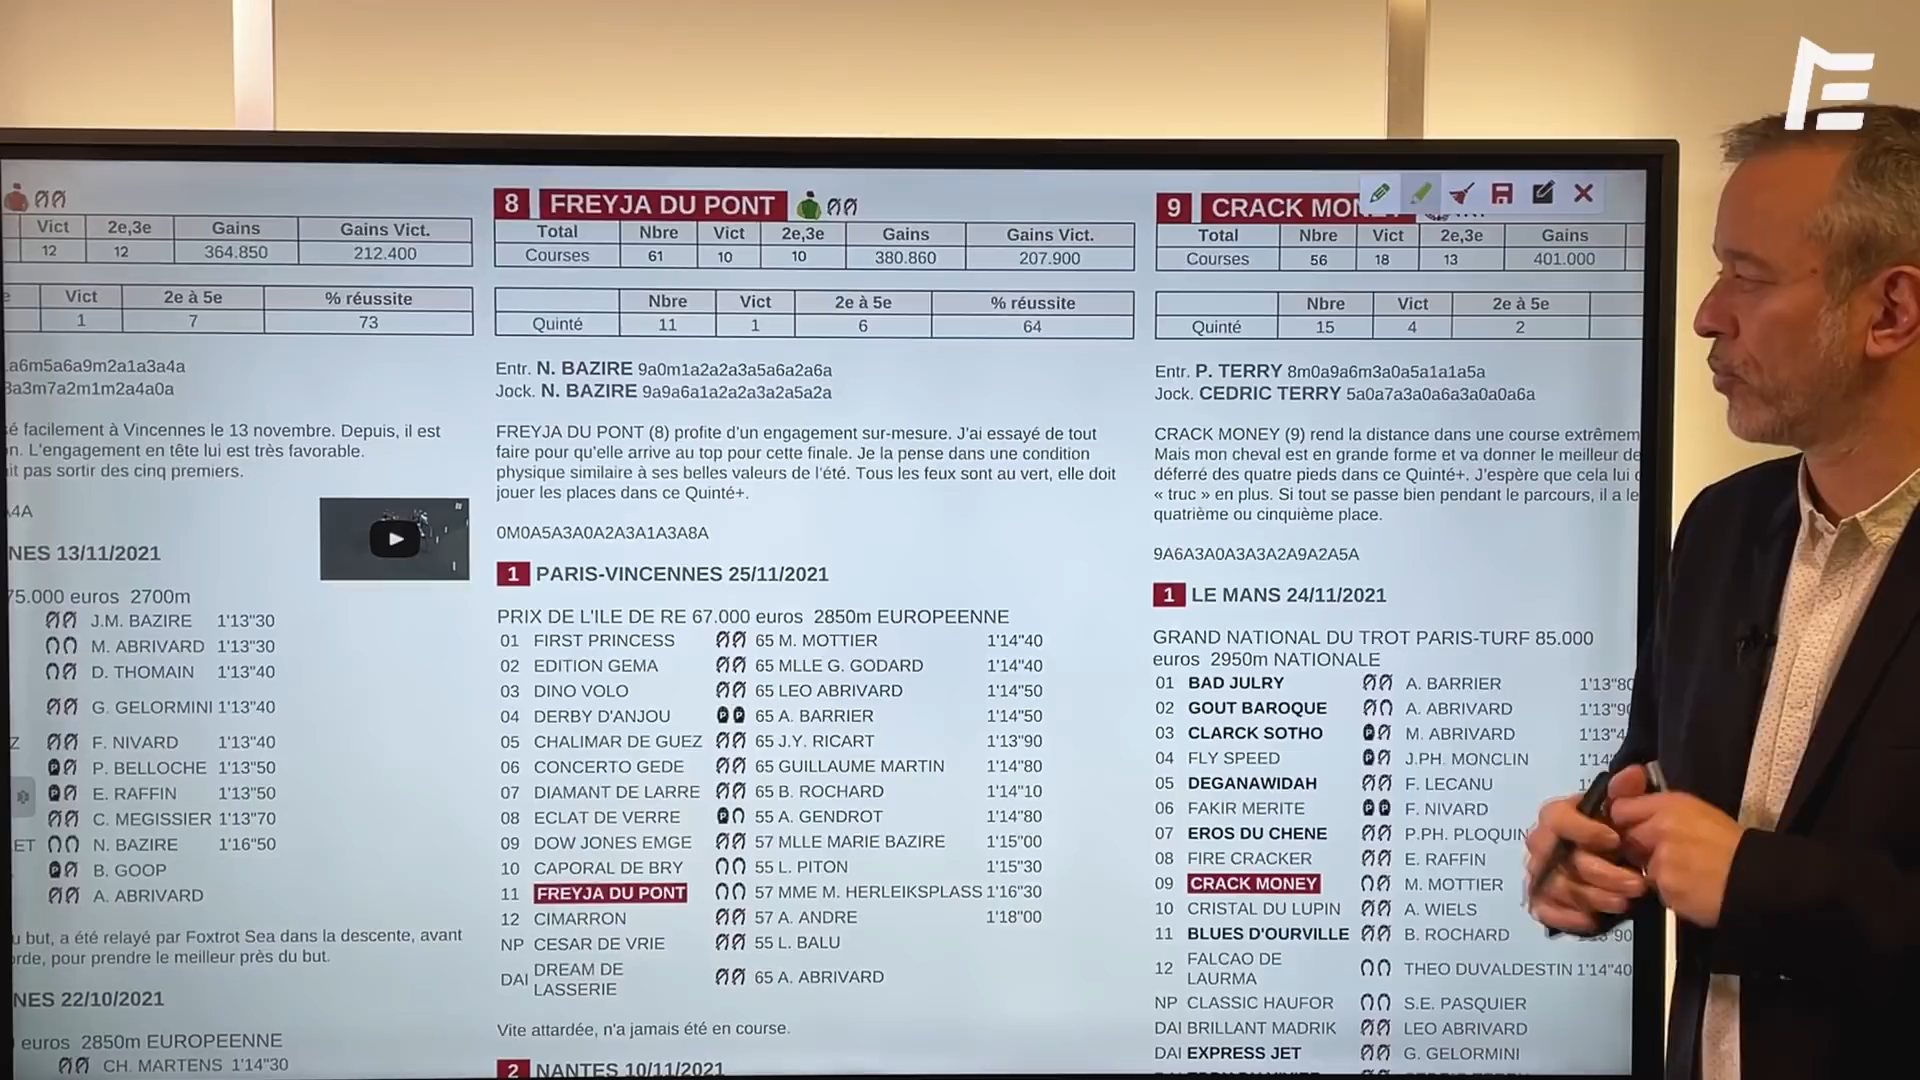 Vict 2e,3e Gains Gains Vict.
12 12 364.850 212.400
Vict 2e à 5e % réussite
1 7 73
a6m5a6a9m2a1a3a4a
3a3m7a2m1m2a4a0a
é facilement à Vincennes le 13 novembre. Depuis, il est
n. L'engagement en tête lui est très favorable.
it pas sortir des cinq premiers.
A4A
NES 13/11/2021
75.000 euros 2700m
J.M. BAZIRE 1'13"30
M. ABRIVARD 1'13"30
D. THOMAIN 1'13"40
G. GELORMINI 1'13"40
Z F. NIVARD 1'13"40
P P. BELLOCHE 1'13"50
P E. RAFFIN 1'13"50
C. MEGISSIER 1'13"70
ET N. BAZIRE 1'16"50
P B. GOOP
A. ABRIVARD
u but, a été relayé par Foxtrot Sea dans la descente, avant
orde, pour prendre le meilleur près du but.
NES 22/10/2021
euros 2850m EUROPEENNE
CH. MARTENS 1'14"30
8 FREYJA DU PONT
Total Nbre Vict 2e,3e Gains Gains Vict.
Courses 61 10 10 380.860 207.900
Nbre Vict 2e à 5e % réussite
Quinté 11 1 6 64
Entr. N. BAZIRE 9a0m1a2a2a3a5a6a2a6a
Jock. N. BAZIRE 9a9a6a1a2a2a3a2a5a2a
FREYJA DU PONT (8) profite d'un engagement sur-mesure. J'ai essayé de tout
faire pour qu'elle arrive au top pour cette finale. Je la pense dans une condition
physique similaire à ses belles valeurs de l'été. Tous les feux sont au vert, elle doit
jouer les places dans ce Quinté+.
0M0A5A3A0A2A3A1A3A8A
1 PARIS-VINCENNES 25/11/2021
PRIX DE L'ILE DE RE 67.000 euros 2850m EUROPEENNE
01 FIRST PRINCESS 65 M. MOTTIER 1'14"40
02 EDITION GEMA 65 MLLE G. GODARD 1'14"40
03 DINO VOLO 65 LEO ABRIVARD 1'14"50
04 DERBY D'ANJOU P P 65 A. BARRIER 1'14"50
05 CHALIMAR DE GUEZ 65 J.Y. RICART 1'13"90
06 CONCERTO GEDE 65 GUILLAUME MARTIN 1'14"80
07 DIAMANT DE LARRE 65 B. ROCHARD 1'14"10
08 ECLAT DE VERRE P 55 A. GENDROT 1'14"80
09 DOW JONES EMGE 57 MLLE MARIE BAZIRE 1'15"00
10 CAPORAL DE BRY 55 L. PITON 1'15"30
11 FREYJA DU PONT 57 MME M. HERLEIKSPLASS 1'16"30
12 CIMARRON 57 A. ANDRE 1'18"00
NP CESAR DE VRIE 55 L. BALU
DAI DREAM DE LASSERIE 65 A. ABRIVARD
Vite attardée, n'a jamais été en course.
2 NANTES 10/11/2021
9 CRACK MON
Total Nbre Vict 2e,3e Gains
Courses 56 18 13 401.000
Nbre Vict 2e à 5e
Quinté 15 4 2
Entr. P. TERRY 8m0a9a6m3a0a5a1a1a5a
Jock. CEDRIC TERRY 5a0a7a3a0a6a3a0a0a6a
CRACK MONEY (9) rend la distance dans une course extrêmem
Mais mon cheval est en grande forme et va donner le meilleur de
déferré des quatre pieds dans ce Quinté+. J'espère que cela lui
« truc » en plus. Si tout se passe bien pendant le parcours, il a le
quatrième ou cinquième place.
9A6A3A0A3A3A2A9A2A5A
1 LE MANS 24/11/2021
GRAND NATIONAL DU TROT PARIS-TURF 85.000
euros 2950m NATIONALE
01 BAD JULRY A. BARRIER 1'13"80
02 GOUT BAROQUE A. ABRIVARD 1'13"90
03 CLARCK SOTHO P M. ABRIVARD 1'13"4
04 FLY SPEED P J.PH. MONCLIN 1'14"
05 DEGANAWIDAH F. LECANU
06 FAKIR MERITE P P F. NIVARD
07 EROS DU CHENE P.PH. PLOQUIN
08 FIRE CRACKER E. RAFFIN
09 CRACK MONEY M. MOTTIER
10 CRISTAL DU LUPIN A. WIELS
11 BLUES D'OURVILLE B. ROCHARD
12 FALCAO DE LAURMA THEO DUVALDESTIN 1'14"40
NP CLASSIC HAUFOR S.E. PASQUIER
DAI BRILLANT MADRIK LEO ABRIVARD
DAI EXPRESS JET G. GELORMINI